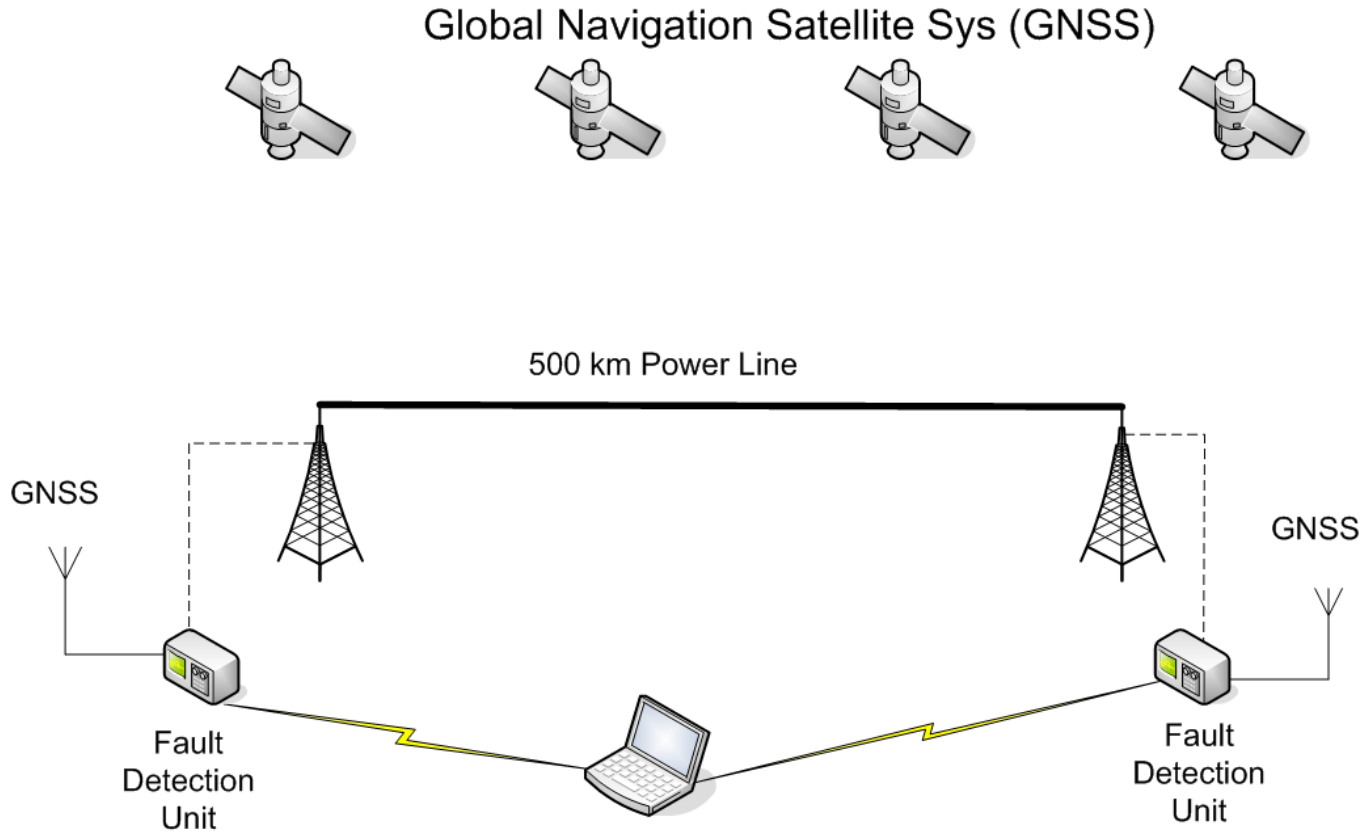 Global Navigation Satellite Sys (GNSS)
500 km Power Line
GNSS
GNSS
Fault
Detection
Unit
Fault
Detection
Unit